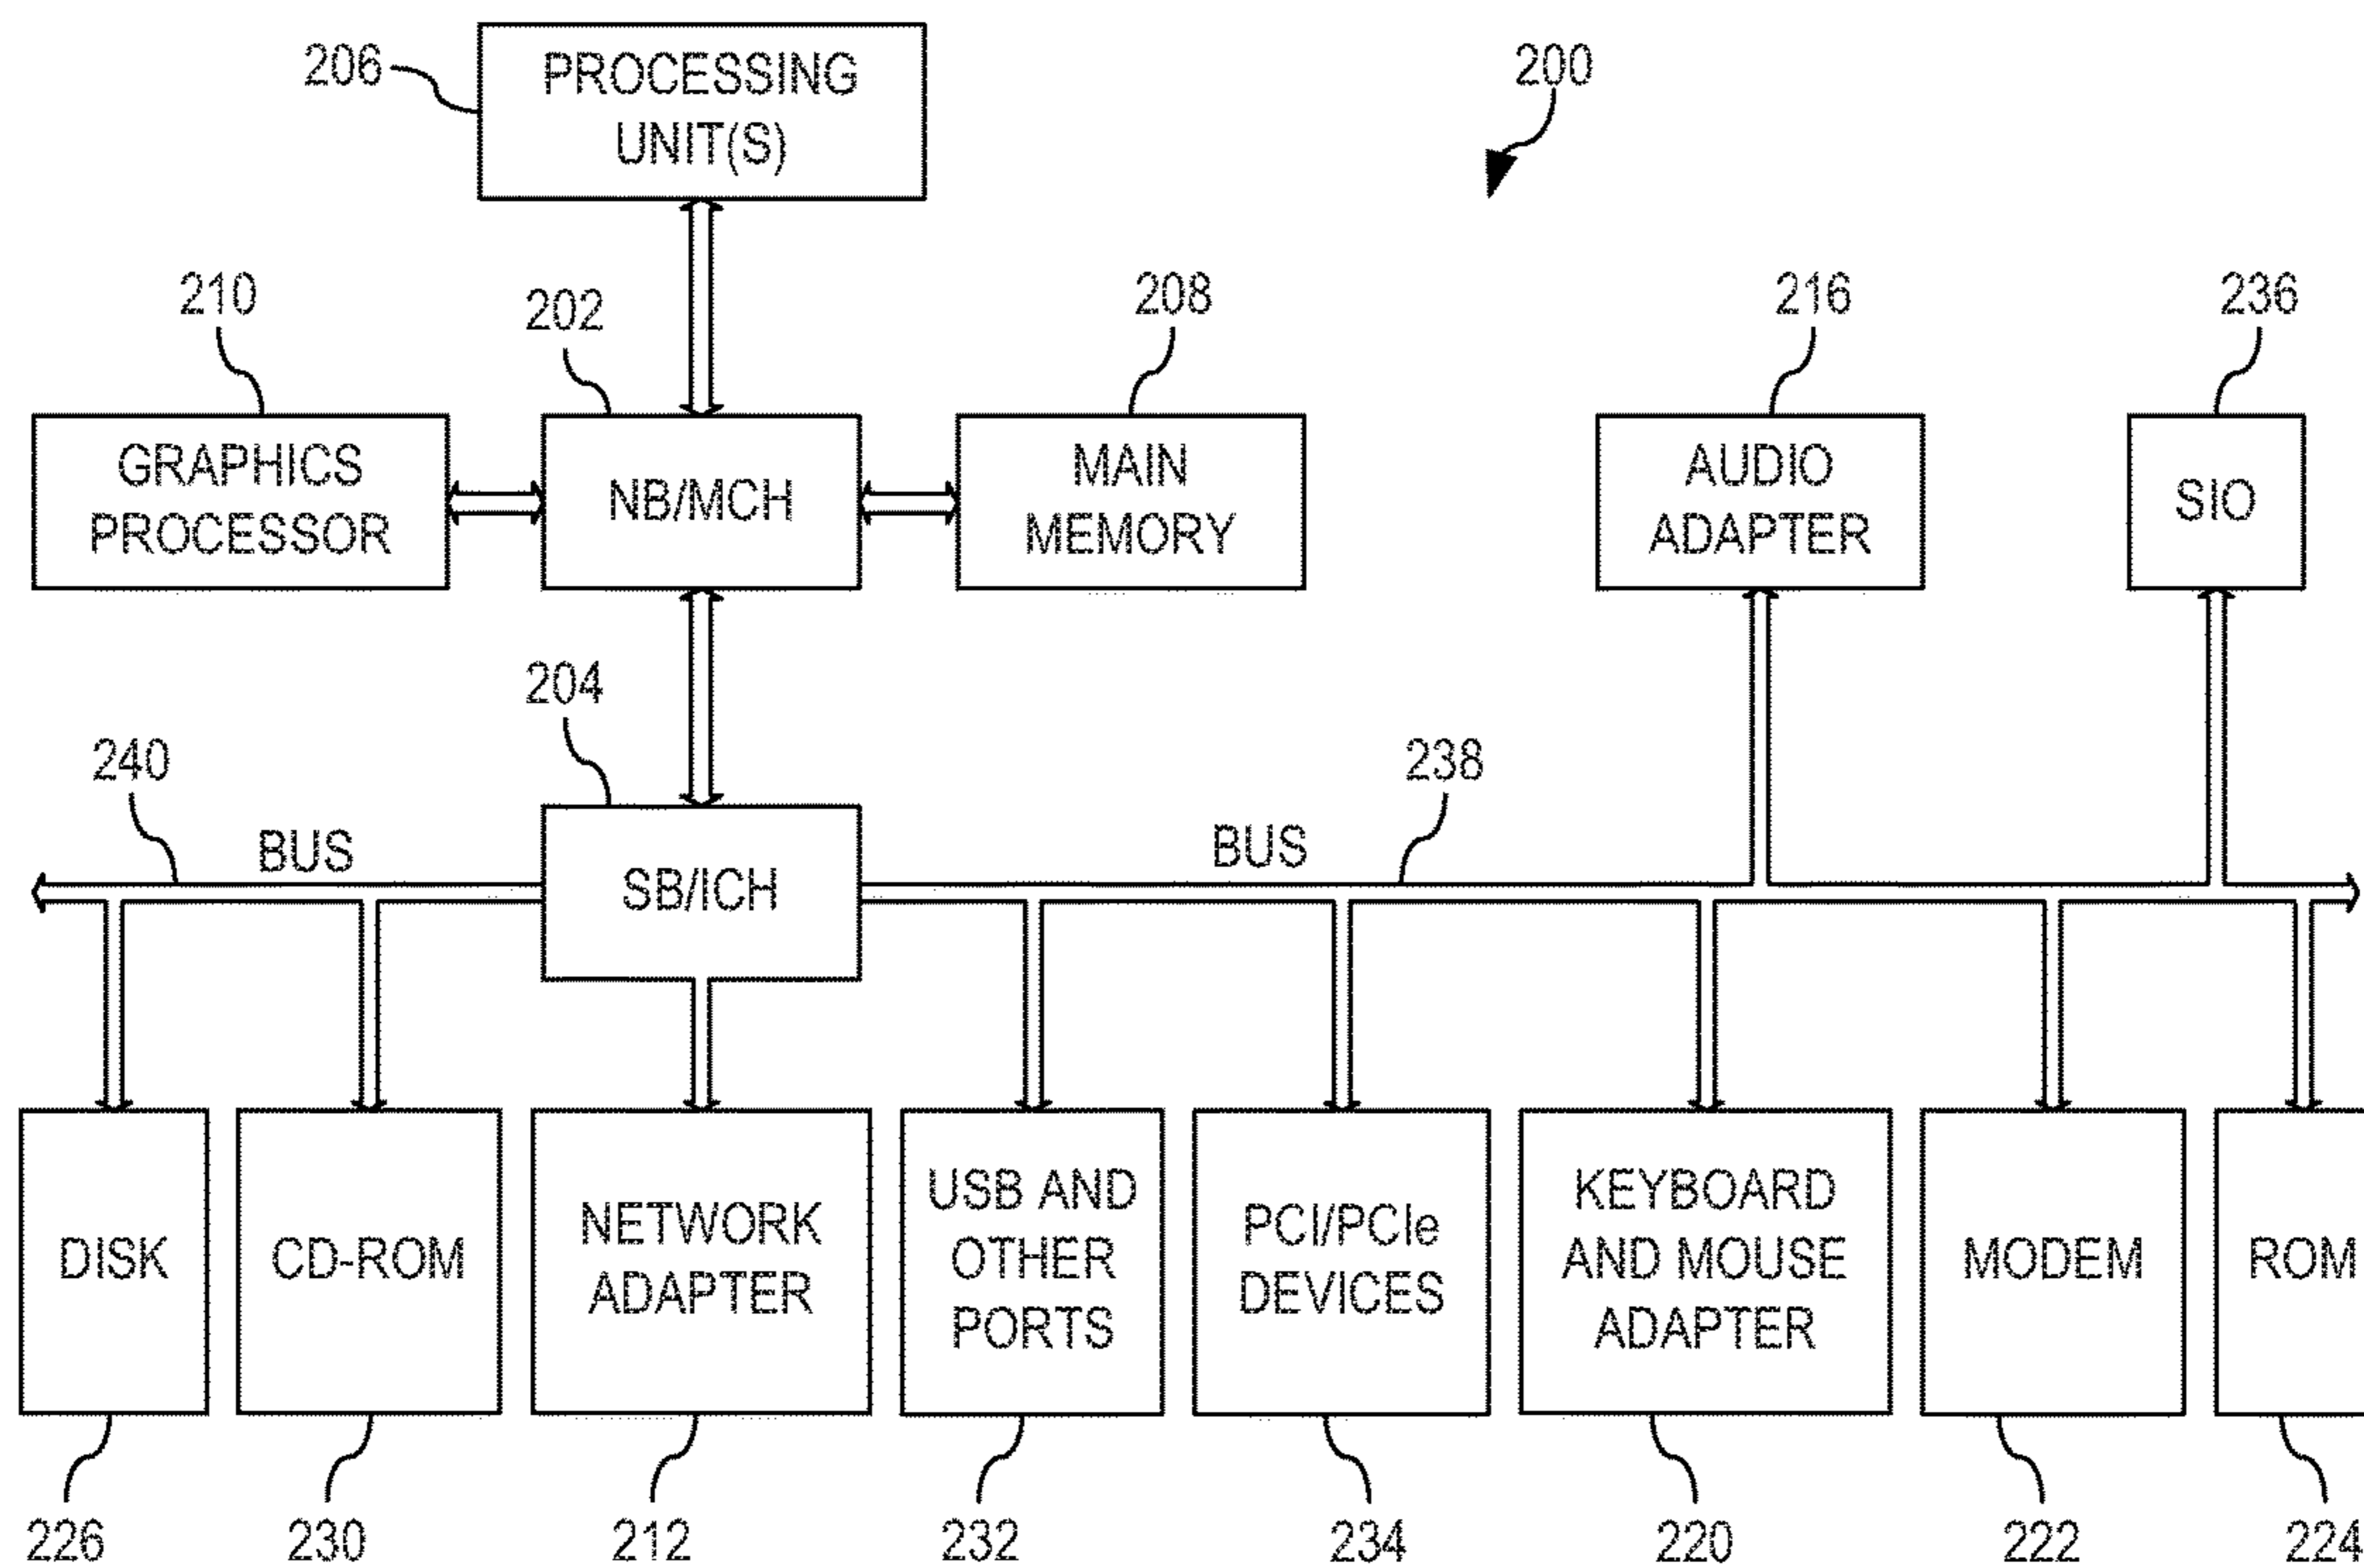 206
PROCESSING
UNIT(S)
200
210
202
208
216
236
GRAPHICS
PROCESSOR
NB/MCH
MAIN
MEMORY
AUDIO
ADAPTER
SIO
204
240
238
BUS
BUS
SB/ICH
DISK
CD-ROM
NETWORK
ADAPTER
USB AND
OTHER
PORTS
PCI/PCIe
DEVICES
KEYBOARD
AND MOUSE
ADAPTER
MODEM
ROM
226
230
212
232
234
220
222
224